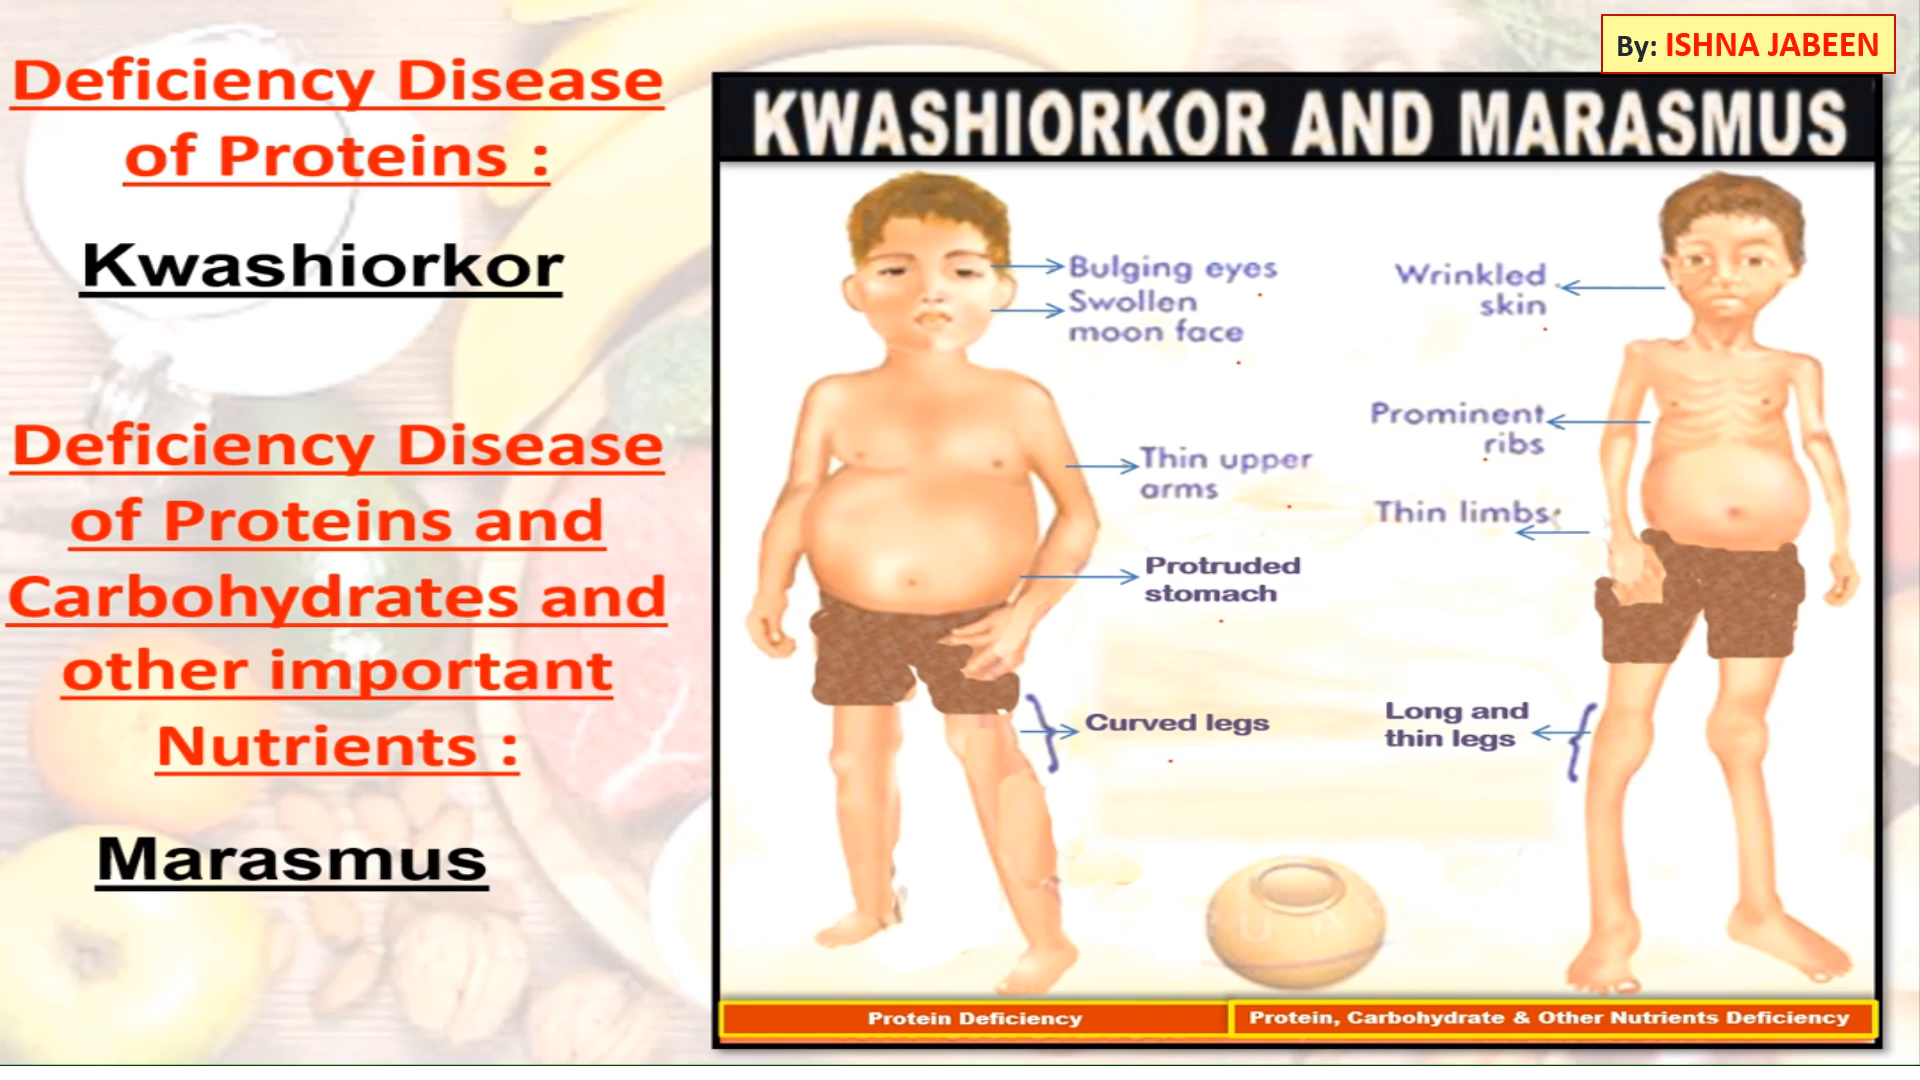 By: ISHNA JABEEN
Deficiency Disease
of Proteins :
Kwashiorkor
Deficiency Disease
of Proteins and
Carbohydrates and
other important
Nutrients :
Marasmus
KWASHIORKOR AND MARASMUS
Bulging eyes
Swollen
moon face
Thin upper
arms
Protruded
stomach
Curved legs
Wrinkled
skin
Prominent
ribs
Thin limbs
Long and
thin legs
Protein Deficiency
Protein, Carbohydrate & Other Nutrients Deficiency